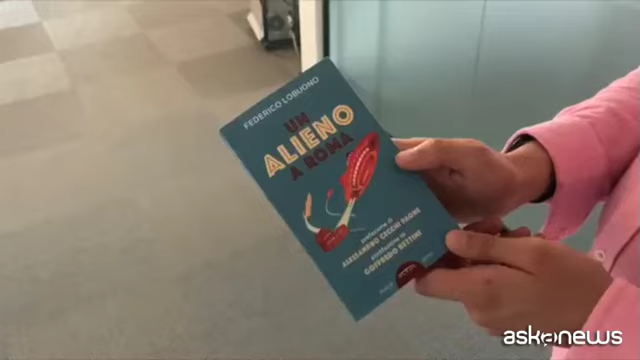 FEDERICO LOBUONO
UN
ALIENO
A ROMA
prefazione di
ALESSANDRO CECCHI PAONE
postfazione di
GOFFREDO BETTINI
askanews